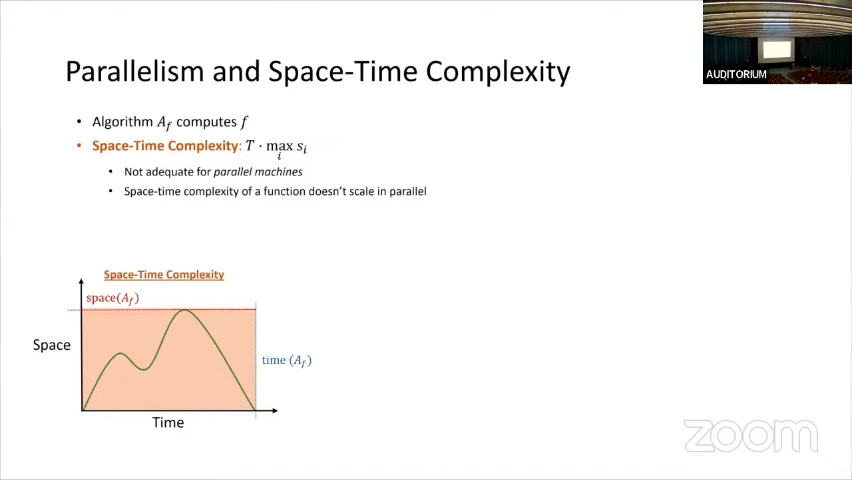 AUDITORIUM
Parallelism and Space-Time Complexity
• Algorithm A_f computes f
• Space-Time Complexity: T · max_i s_i
• Not adequate for parallel machines
• Space-time complexity of a function doesn't scale in parallel
Space-Time Complexity
space(A_f)
Space
time (A_f)
Time
zoom